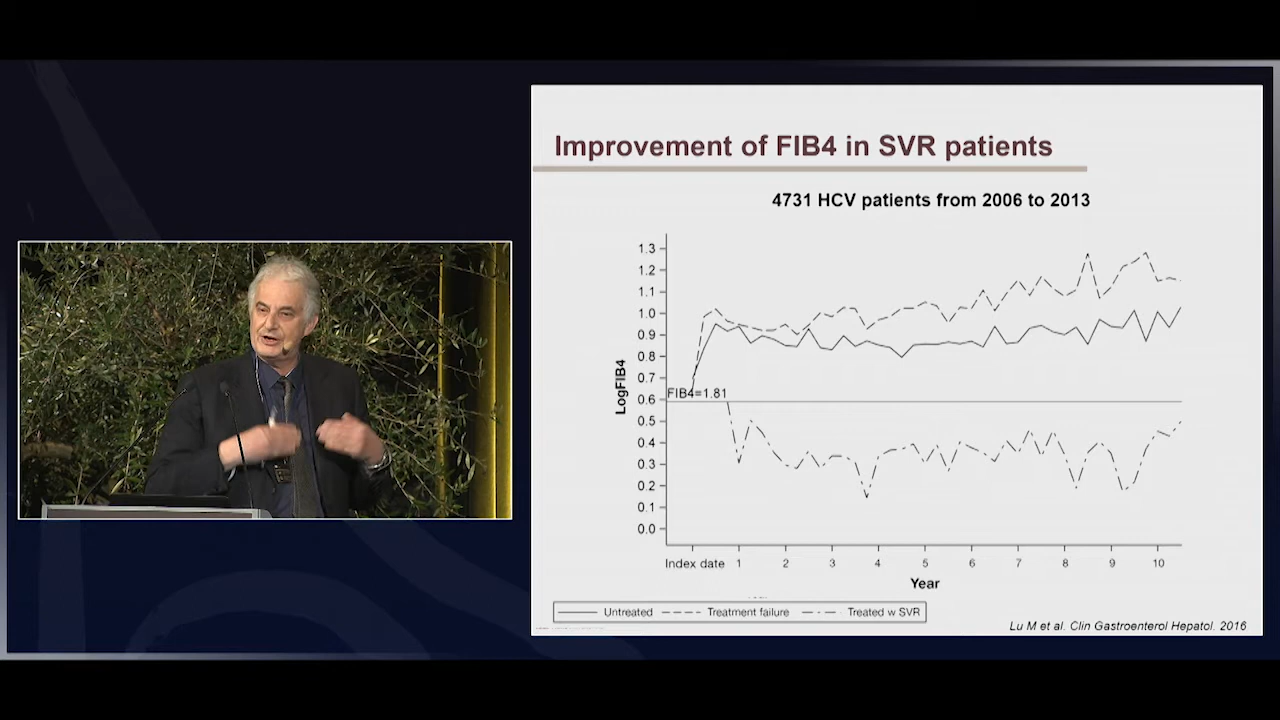 Improvement of FIB4 in SVR patients
4731 HCV patients from 2006 to 2013
1.3
1.2
1.1
1.0
0.9
0.8
0.7
0.6
0.5
0.4
0.3
0.2
0.1
0.0
LogFIB4
FIB4=1.81
Index date 1 2 3 4 5 6 7 8 9 10
Year
Untreated Treatment failure Treated w SVR
Lu M et al. Clin Gastroenterol Hepatol. 2016